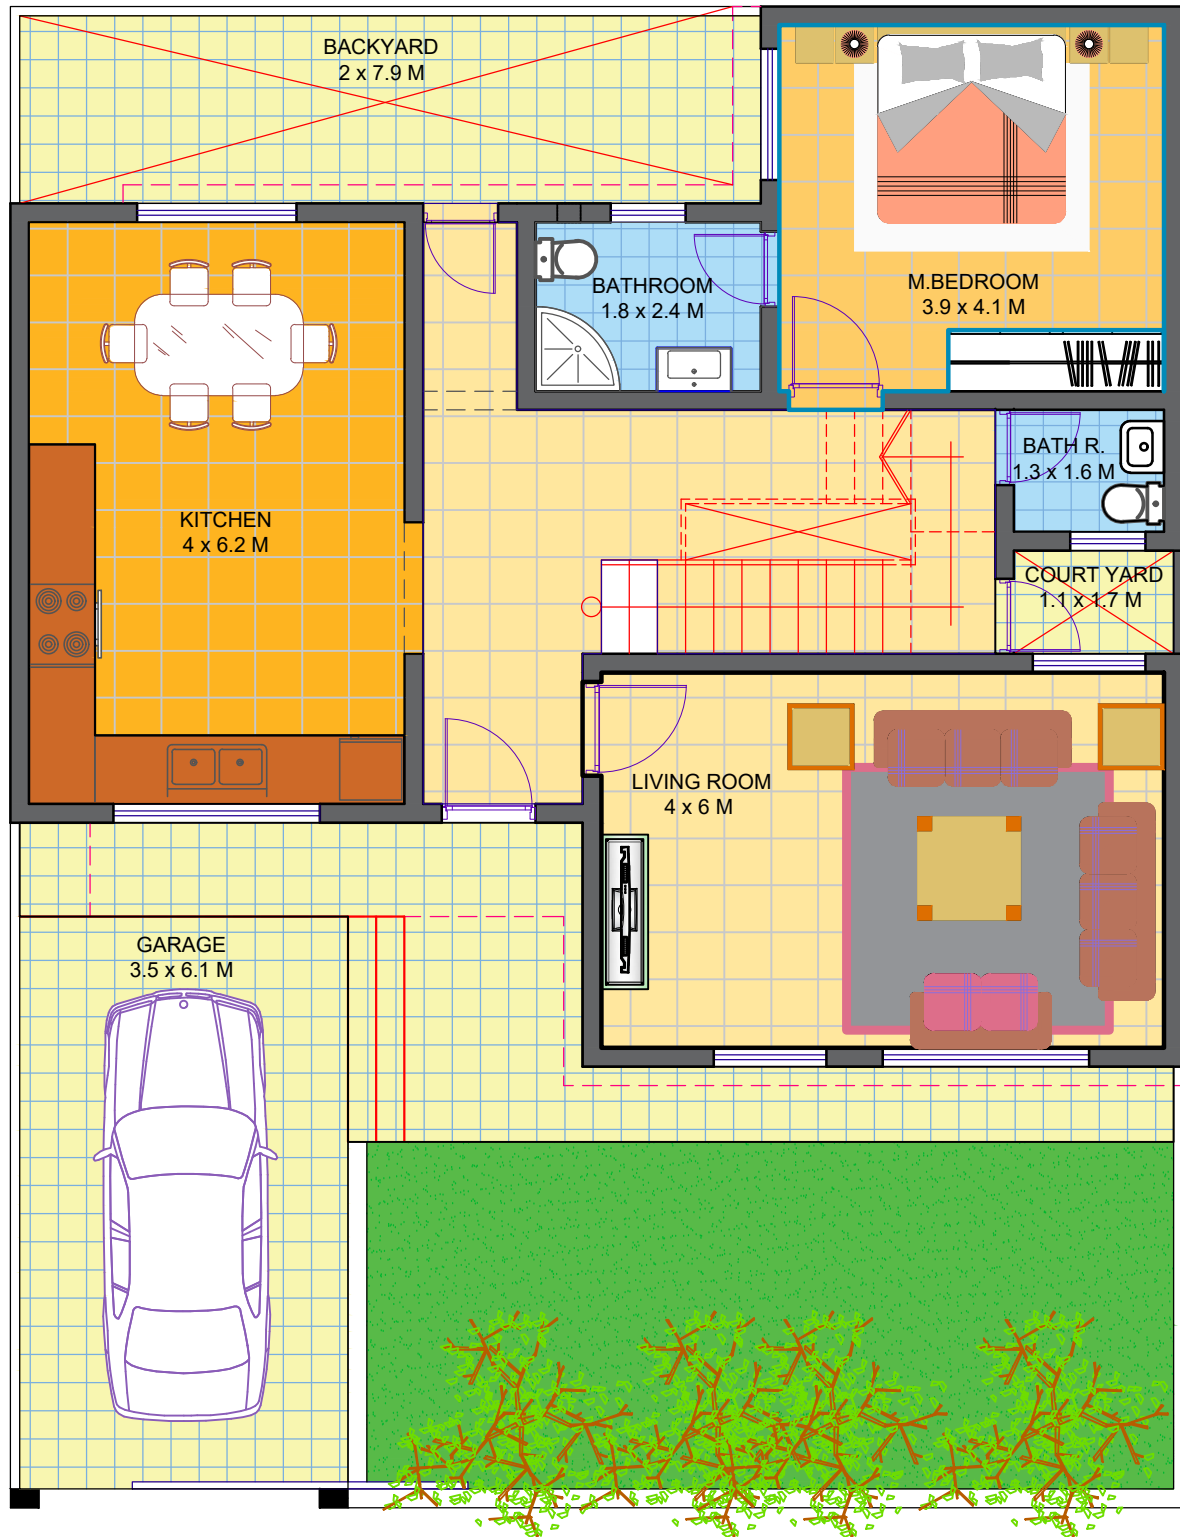 BACKYARD
2 x 7.9 M
M.BEDROOM
3.9 x 4.1 M
BATHROOM
1.8 x 2.4 M
BATH R.
1.3 x 1.6 M
KITCHEN
4 x 6.2 M
COURT YARD
1.1 x 1.7 M
LIVING ROOM
4 x 6 M
GARAGE
3.5 x 6.1 M